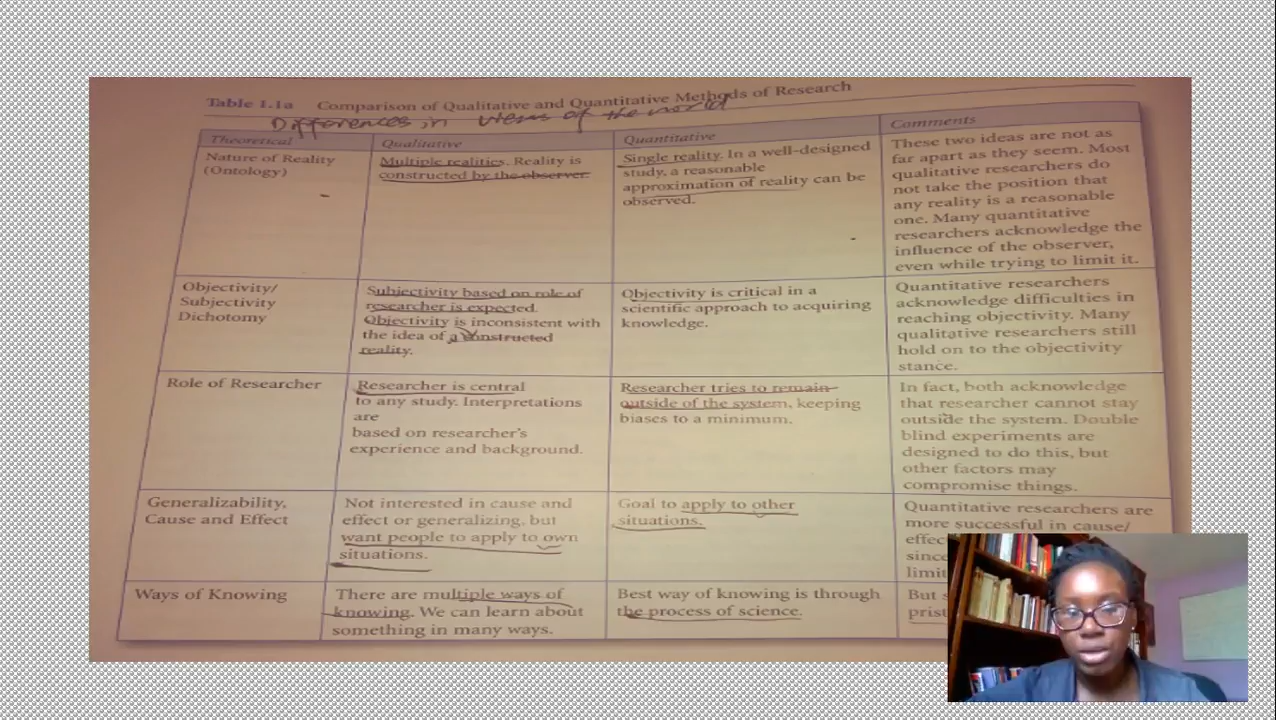 Table 1.1a Comparison of Qualitative and Quantitative Methods of Research
Differences in views of the world
Theoretical
Qualitative
Quantitative
Comments
Nature of Reality
(Ontology)
Multiple realities. Reality is
constructed by the observer.
Single reality. In a well-designed
study, a reasonable
approximation of reality can be
observed.
These two ideas are not as
far apart as they seem. Most
qualitative researchers do
not take the position that
any reality is a reasonable
one. Many quantitative
researchers acknowledge the
influence of the observer,
even while trying to limit it.
Objectivity/
Subjectivity
Dichotomy
Subjectivity based on role of
researcher is expected.
Objectivity is inconsistent with
the idea of a constructed
reality.
Objectivity is critical in a
scientific approach to acquiring
knowledge.
Quantitative researchers
acknowledge difficulties in
reaching objectivity. Many
qualitative researchers still
hold on to the objectivity
stance.
Role of Researcher
Researcher is central
to any study. Interpretations
are
based on researcher's
experience and background.
Researcher tries to remain
outside of the system, keeping
biases to a minimum.
In fact, both acknowledge
that researcher cannot stay
outside the system. Double
blind experiments are
designed to do this, but
other factors may
compromise things.
Generalizability,
Cause and Effect
Not interested in cause and
effect or generalizing, but
want people to apply to own
situations.
Goal to apply to other
situations.
Quantitative researchers are
more successful in cause/
effec
since
limit
Ways of Knowing
There are multiple ways of
knowing. We can learn about
something in many ways.
Best way of knowing is through
the process of science.
But s
prist